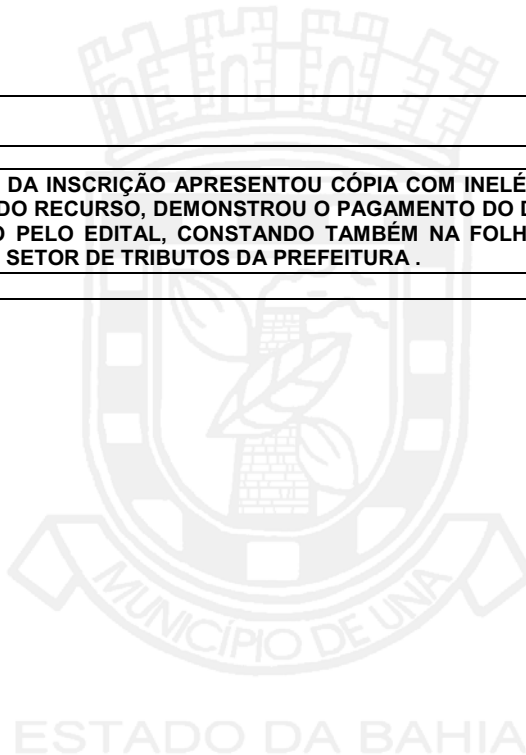 DA INSCRIÇÃO APRESENTOU CÓPIA COM INELÉ
DO RECURSO, DEMONSTROU O PAGAMENTO DO D
O PELO EDITAL, CONSTANDO TAMBÉM NA FOLH
SETOR DE TRIBUTOS DA PREFEITURA .
MUNICÍPIO DE UNA
ESTADO DA BAHIA